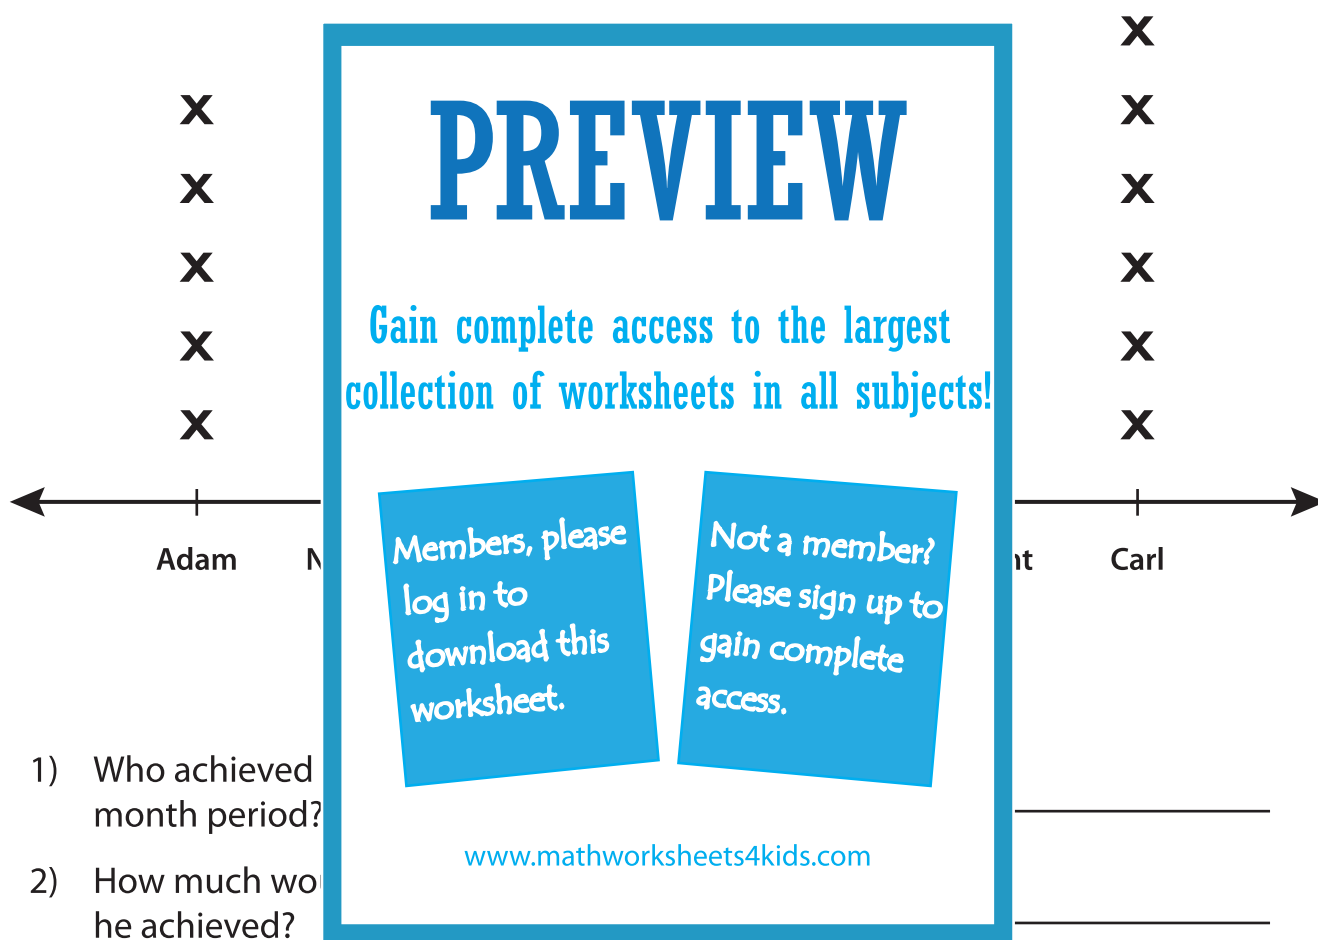 x
x x
x x
x x
x x
x x
PREVIEW
Gain complete access to the largest
collection of worksheets in all subjects!
Members, please
log in to
download this
worksheet.
Not a member?
Please sign up to
gain complete
access.
www.mathworksheets4kids.com
Adam Carl
1) Who achieved
month period?
2) How much
he achieved?